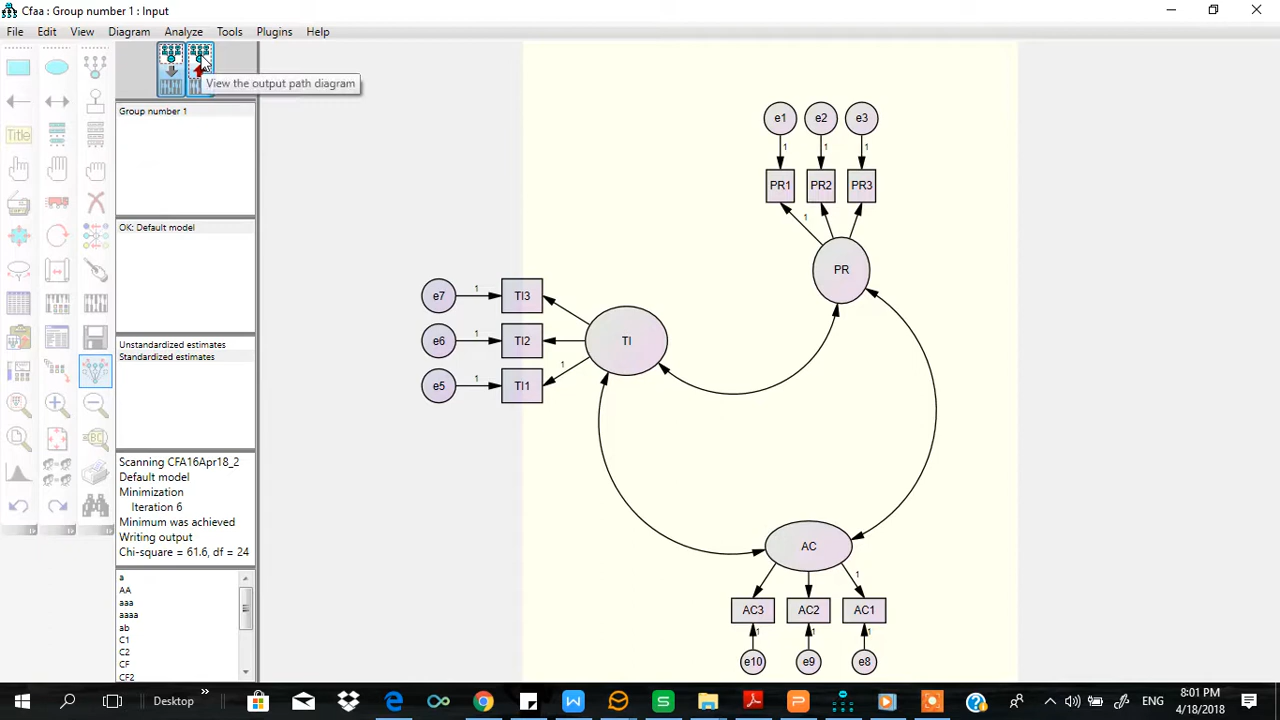 Cfaa : Group number 1 : Input
File Edit View Diagram Analyze Tools Plugins Help
View the output path diagram
Title
Group number 1
OK: Default model
Unstandardized estimates
Standardized estimates
Scanning CFA16Apr18_2
Default model
Minimization
Iteration 6
Minimum was achieved
Writing output
Chi-square = 61.6, df = 24
a
AA
aaa
aaaa
ab
C1
C2
CF
CF2
e1 e2 e3
1 1 1
PR1 PR2 PR3
1
PR
e7 1 TI3
e6 1 TI2 TI
e5 1 TI1 1
AC
1
AC3 AC2 AC1
1 1 1
e10 e9 e8
Desktop
ENG
8:01 PM
4/18/2018